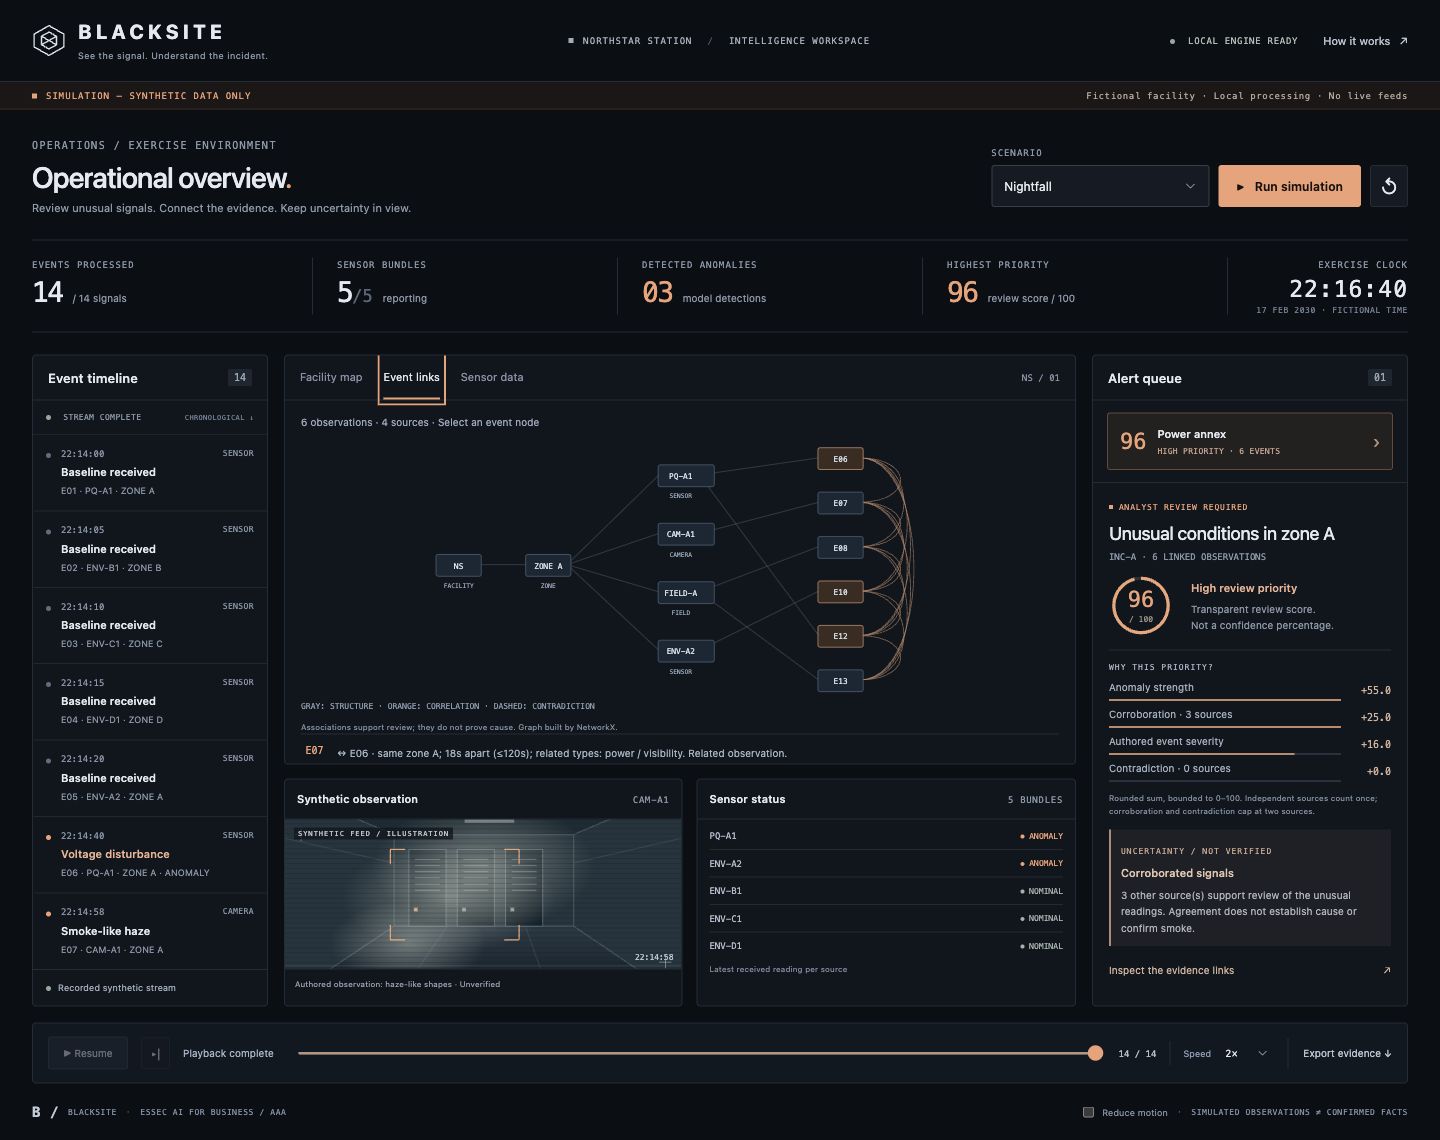 BLACKSITE
See the signal. Understand the incident.
NORTHSTAR STATION / INTELLIGENCE WORKSPACE
LOCAL ENGINE READY
How it works ↗
SIMULATION — SYNTHETIC DATA ONLY
Fictional facility · Local processing · No live feeds
OPERATIONS / EXERCISE ENVIRONMENT
Operational overview.
Review unusual signals. Connect the evidence. Keep uncertainty in view.
SCENARIO
Nightfall
▶ Run simulation
EVENTS PROCESSED
14 / 14 signals
SENSOR BUNDLES
5/5 reporting
DETECTED ANOMALIES
03 model detections
HIGHEST PRIORITY
96 review score / 100
EXERCISE CLOCK
22:16:40
17 FEB 2030 · FICTIONAL TIME
Event timeline 14
STREAM COMPLETE CHRONOLOGICAL ↓
22:14:00 SENSOR
Baseline received
E01 · PQ-A1 · ZONE A
22:14:05 SENSOR
Baseline received
E02 · ENV-B1 · ZONE B
22:14:10 SENSOR
Baseline received
E03 · ENV-C1 · ZONE C
22:14:15 SENSOR
Baseline received
E04 · ENV-D1 · ZONE D
22:14:20 SENSOR
Baseline received
E05 · ENV-A2 · ZONE A
22:14:40 SENSOR
Voltage disturbance
E06 · PQ-A1 · ZONE A · ANOMALY
22:14:58 CAMERA
Smoke-like haze
E07 · CAM-A1 · ZONE A
Recorded synthetic stream
Facility map Event links Sensor data NS / 01
6 observations · 4 sources · Select an event node
NS
FACILITY
ZONE A
ZONE
PQ-A1
SENSOR
CAM-A1
CAMERA
FIELD-A
FIELD
ENV-A2
SENSOR
E06
E07
E08
E10
E12
E13
GRAY: STRUCTURE · ORANGE: CORRELATION · DASHED: CONTRADICTION
Associations support review; they do not prove cause. Graph built by NetworkX.
E07 ↔ E06 · same zone A; 18s apart (≤120s); related types: power / visibility. Related observation.
Synthetic observation CAM-A1
SYNTHETIC FEED / ILLUSTRATION
22:14:58
Authored observation: haze-like shapes · Unverified
Sensor status 5 BUNDLES
PQ-A1 ANOMALY
ENV-A2 ANOMALY
ENV-B1 NOMINAL
ENV-C1 NOMINAL
ENV-D1 NOMINAL
Latest received reading per source
Alert queue 01
96 Power annex
HIGH PRIORITY · 6 EVENTS
ANALYST REVIEW REQUIRED
Unusual conditions in zone A
INC-A · 6 LINKED OBSERVATIONS
96
/ 100
High review priority
Transparent review score.
Not a confidence percentage.
WHY THIS PRIORITY?
Anomaly strength +55.0
Corroboration · 3 sources +25.0
Authored event severity +16.0
Contradiction · 0 sources +0.0
Rounded sum, bounded to 0–100. Independent sources count once;
corroboration and contradiction cap at two sources.
UNCERTAINTY / NOT VERIFIED
Corroborated signals
3 other source(s) support review of the unusual
readings. Agreement does not establish cause or
confirm smoke.
Inspect the evidence links ↗
▶ Resume
Playback complete
14 / 14
Speed 2×
Export evidence ↓
B / BLACKSITE · ESSEC AI FOR BUSINESS / AAA
Reduce motion · SIMULATED OBSERVATIONS ≠ CONFIRMED FACTS